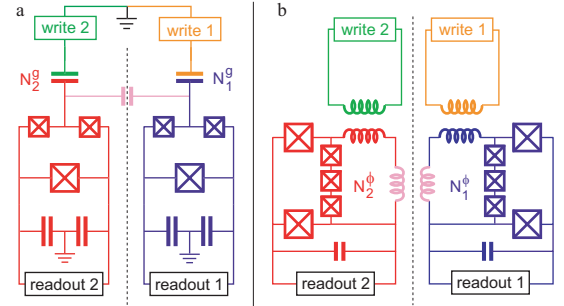 a
write 2
write 1
N₂ᵍ
N₁ᵍ
readout 2
readout 1
b
write 2
write 1
N₂ᵠ
N₁ᵠ
readout 2
readout 1